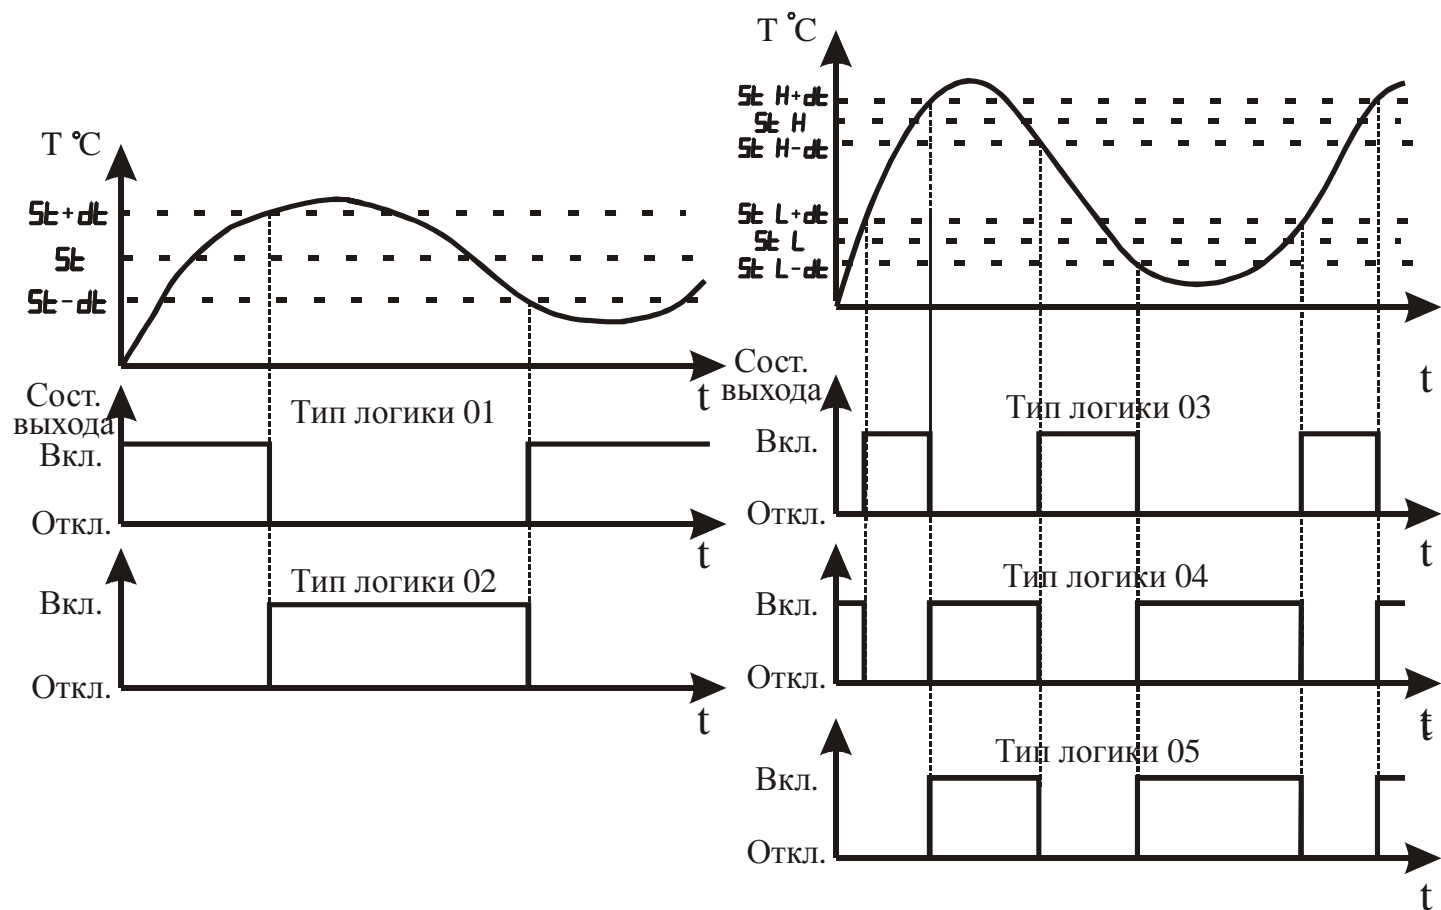 T °C
St+dt
St
St-dt
t
Сост.
выхода
Тип логики 01
Вкл.
Откл.
t
Тип логики 02
Вкл.
Откл.
t
T °C
St H+dt
St H
St H-dt
St L+dt
St L
St L-dt
t
Сост.
выхода
Тип логики 03
Вкл.
Откл.
t
Тип логики 04
Вкл.
Откл.
t
t
Тип логики 05
Вкл.
Откл.
t